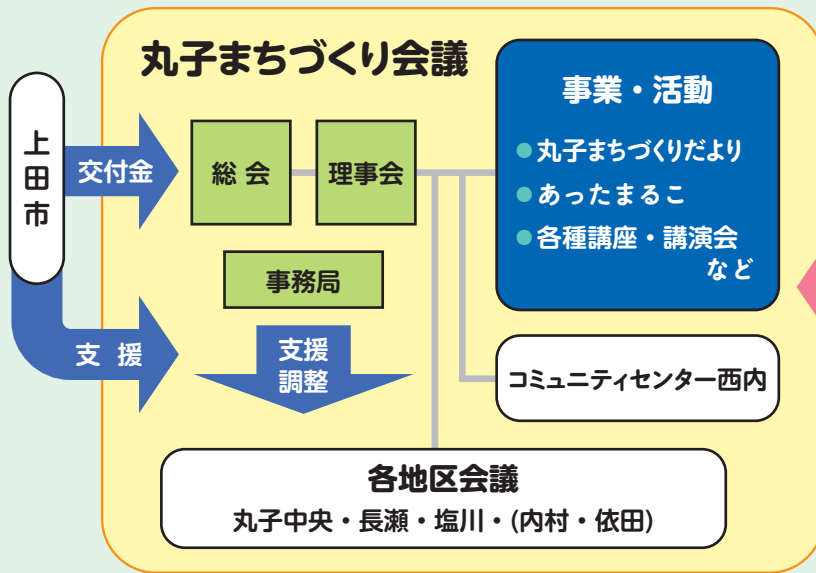 丸子まちづくり会議
上田市
交付金
支 援
総 会
理事会
事務局
支援
調整
事業・活動
●丸子まちづくりだより
●あったまるこ
●各種講座・講演会
など
コミュニティセンター西内
各地区会議
丸子中央・長瀬・塩川・(内村・依田)